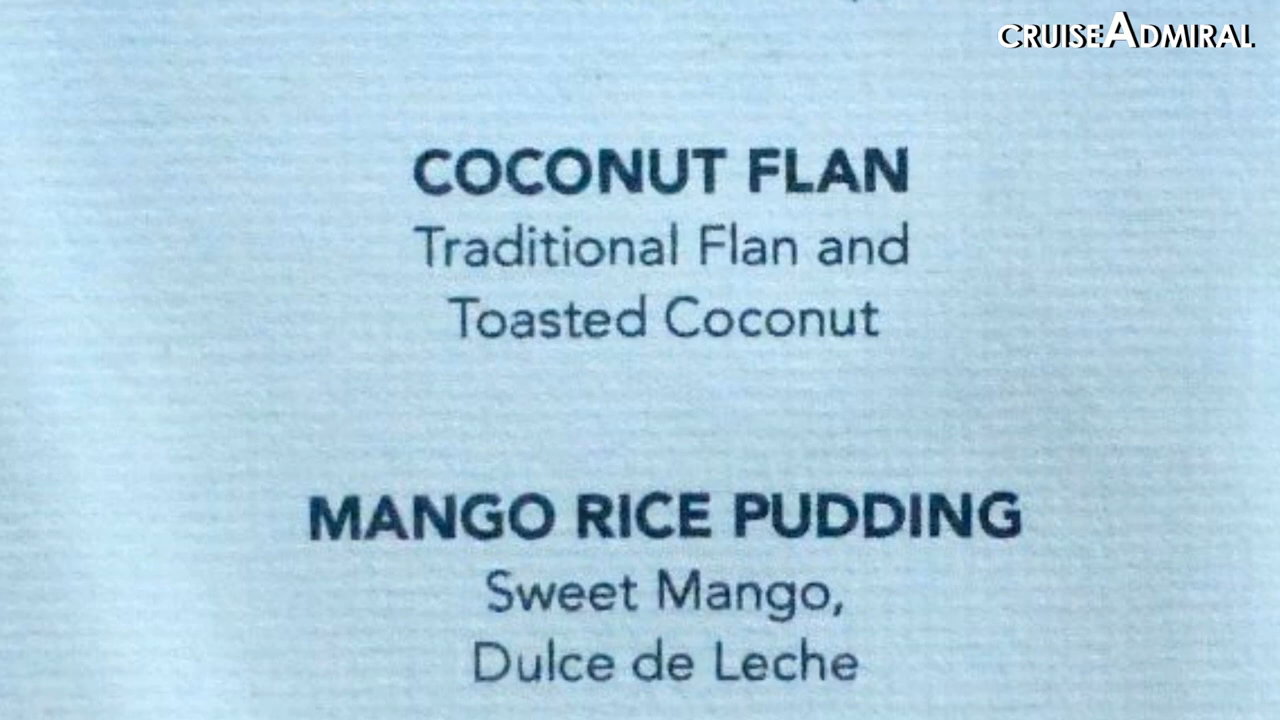 CRUISEADMIRAL
COCONUT FLAN
Traditional Flan and
Toasted Coconut
MANGO RICE PUDDING
Sweet Mango,
Dulce de Leche